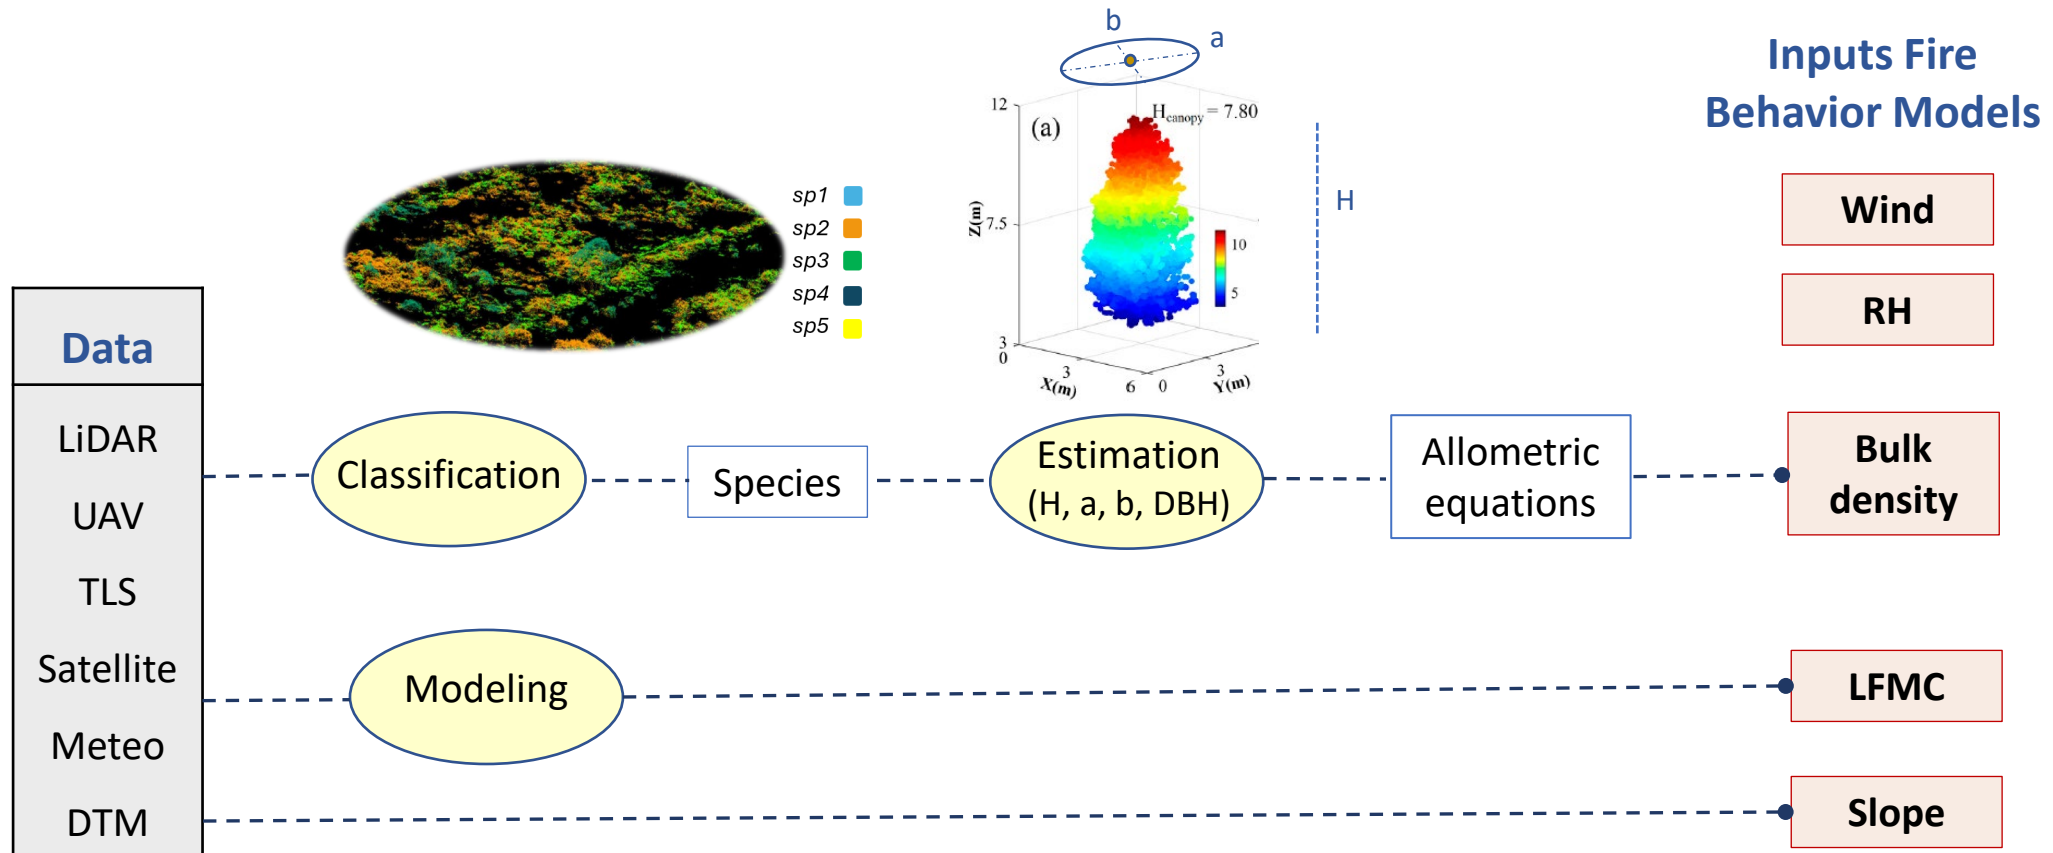 b
a
Inputs Fire
Behavior Models
12
(a)
H_canopy = 7.80
Z(m)
7.5
10
5
3
0
3
X(m)
6
0
3
Y(m)
H
sp1
sp2
sp3
sp4
sp5
Wind
RH
Data
LiDAR
UAV
TLS
Satellite
Meteo
DTM
Classification
Species
Estimation
(H, a, b, DBH)
Allometric
equations
Bulk
density
Modeling
LFMC
Slope